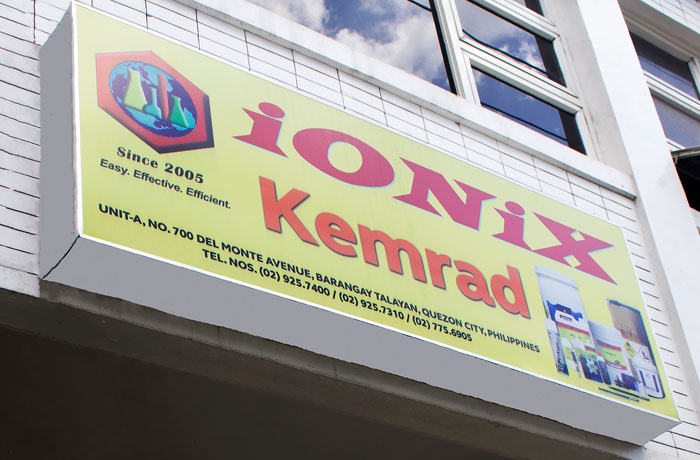 Since 2005
Easy. Effective. Efficient.
iONiX
Kemrad
UNIT-A, NO. 700 DEL MONTE AVENUE, BARANGAY TALAYAN, QUEZON CITY, PHILIPPINES
TEL. NOS. (02) 925.7400 / (02) 925.7310 / (02) 775.6905